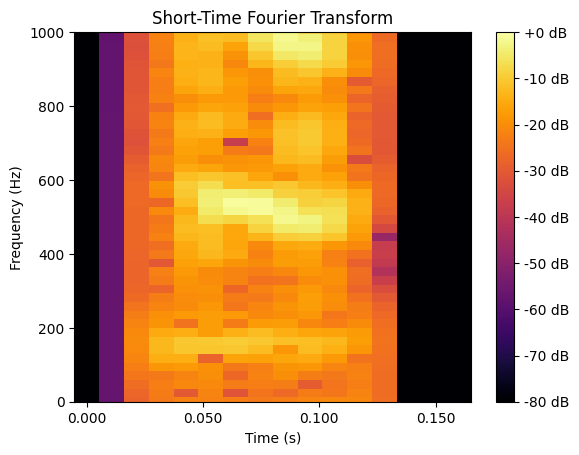 Short-Time Fourier Transform
1000
800
600
400
200
0
Frequency (Hz)
0.000
0.050
0.100
0.150
Time (s)
+0 dB
-10 dB
-20 dB
-30 dB
-40 dB
-50 dB
-60 dB
-70 dB
-80 dB